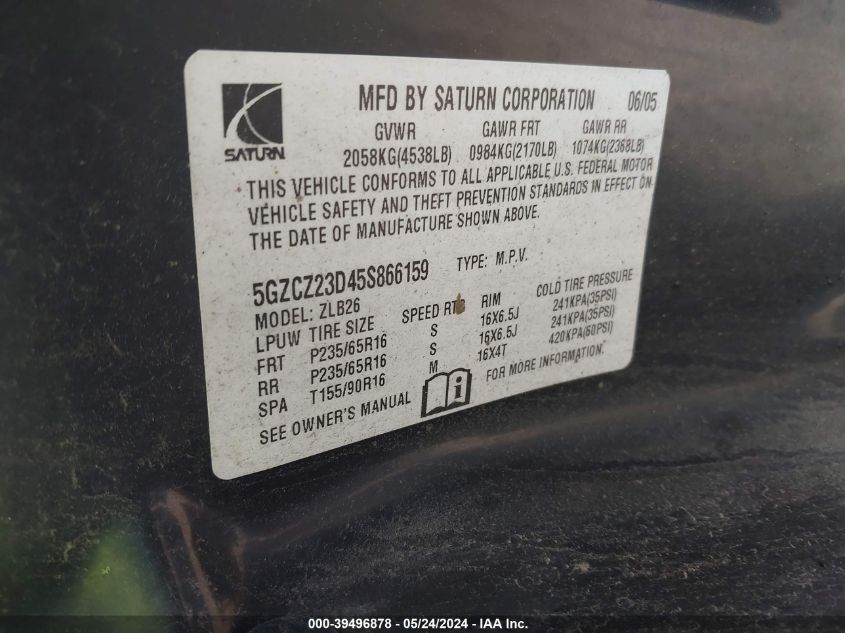 MFD BY SATURN CORPORATION 06/05
SATURN
GVWR GAWR FRT GAWR RR
2058KG(4538LB) 0984KG(2170LB) 1074KG(2368LB)
THIS VEHICLE CONFORMS TO ALL APPLICABLE U.S. FEDERAL MOTOR
VEHICLE SAFETY AND THEFT PREVENTION STANDARDS IN EFFECT ON
THE DATE OF MANUFACTURE SHOWN ABOVE.
5GZCZ23D45S866159 TYPE: M.P.V.
MODEL: ZLB26
LPUW TIRE SIZE SPEED RTG RIM COLD TIRE PRESSURE
FRT P235/65R16 S 16X6.5J 241KPA(35PSI)
RR P235/65R16 S 16X6.5J 241KPA(35PSI)
SPA T155/90R16 M 16X4T 420KPA(60PSI)
SEE OWNER'S MANUAL i FOR MORE INFORMATION.
000-39496878 - 05/24/2024 - IAA Inc.